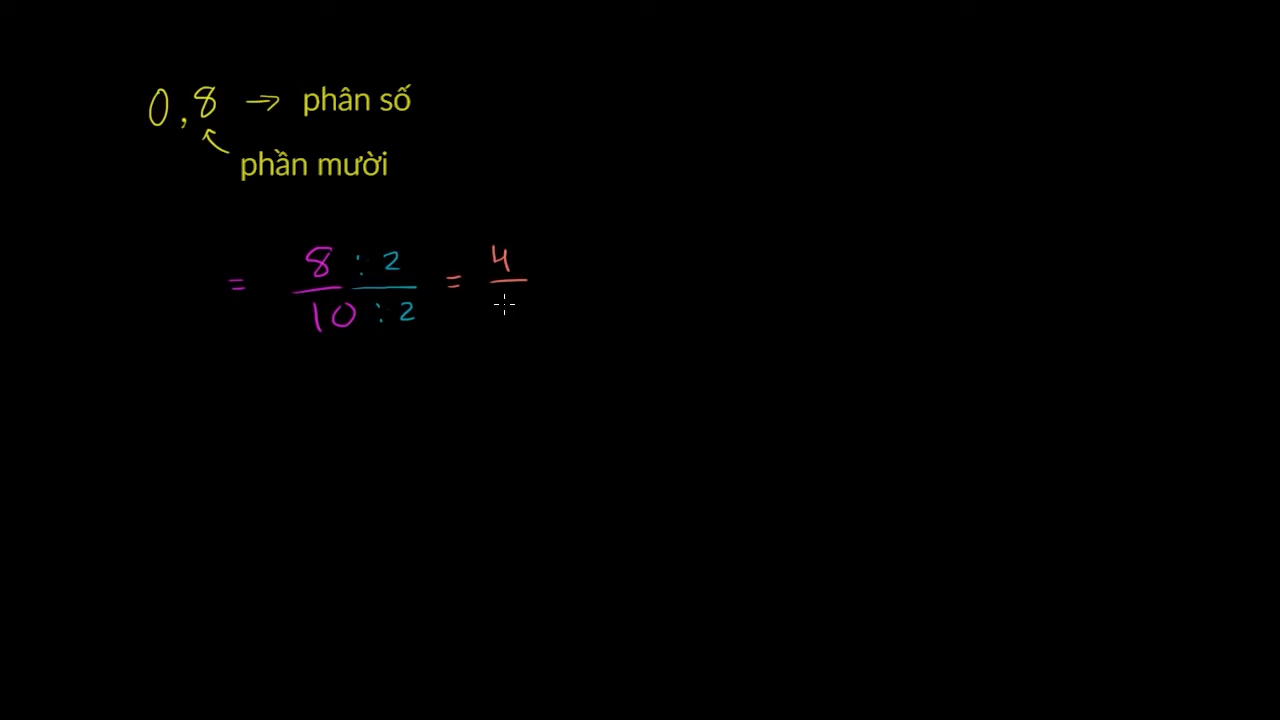 0,8 → phân số
phần mười
= 8 : 2 / 10 : 2 = 4 /